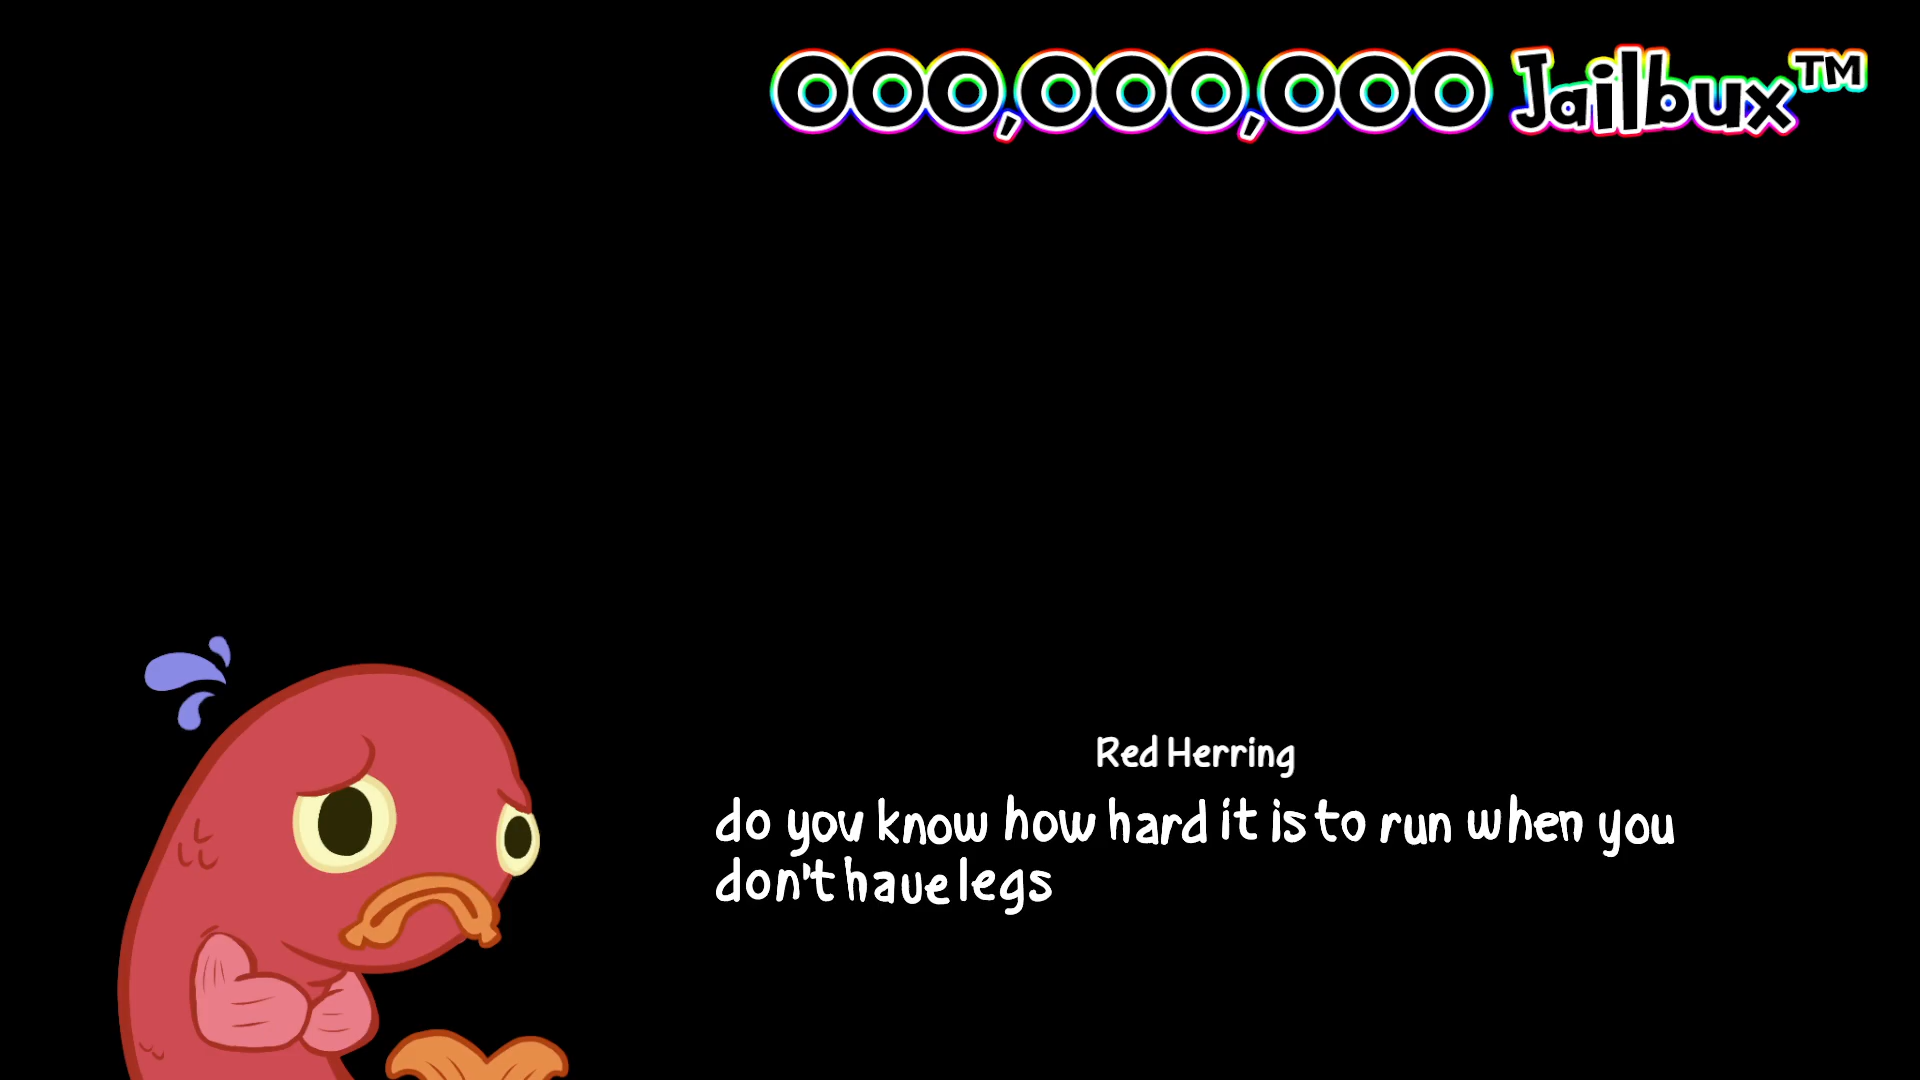 000,000,000 Jailbux™
Red Herring
do you know how hard it is to run when you
don't have legs